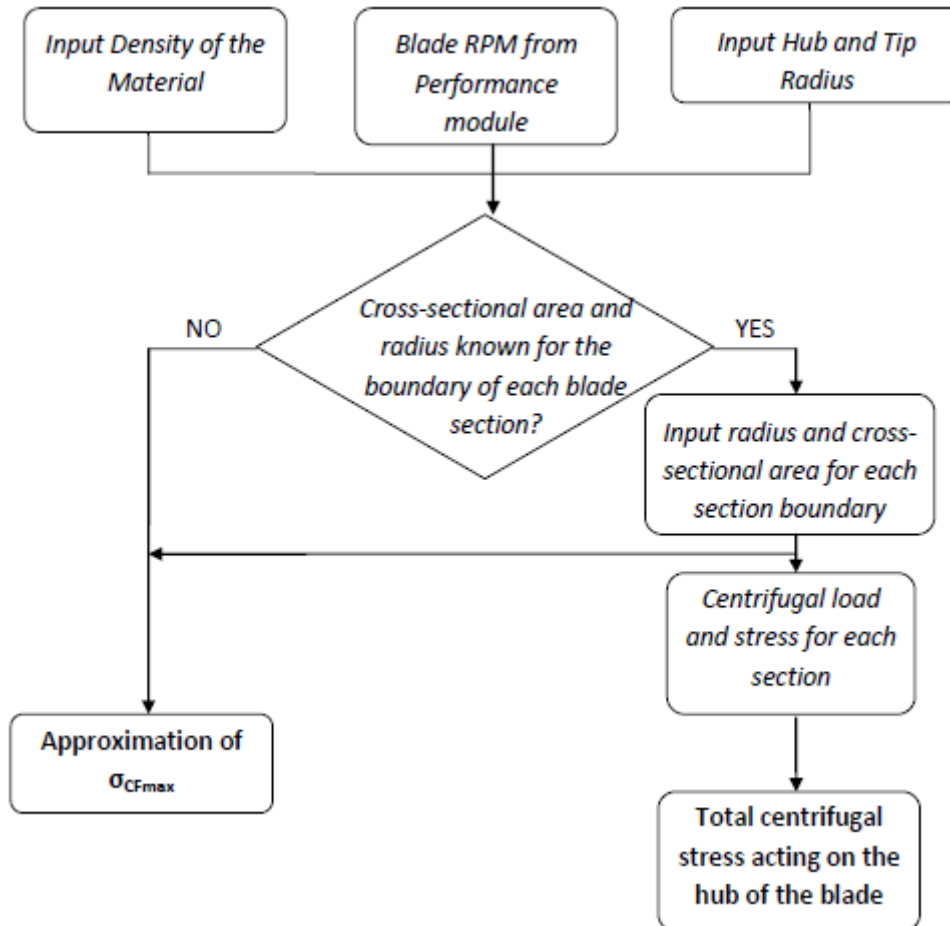 Input Density of the
Material
Blade RPM from
Performance
module
Input Hub and Tip
Radius
Cross-sectional area and
radius known for the
boundary of each blade
section?
NO
YES
Input radius and cross-
sectional area for each
section boundary
Centrifugal load
and stress for each
section
Approximation of
σCFmax
Total centrifugal
stress acting on the
hub of the blade